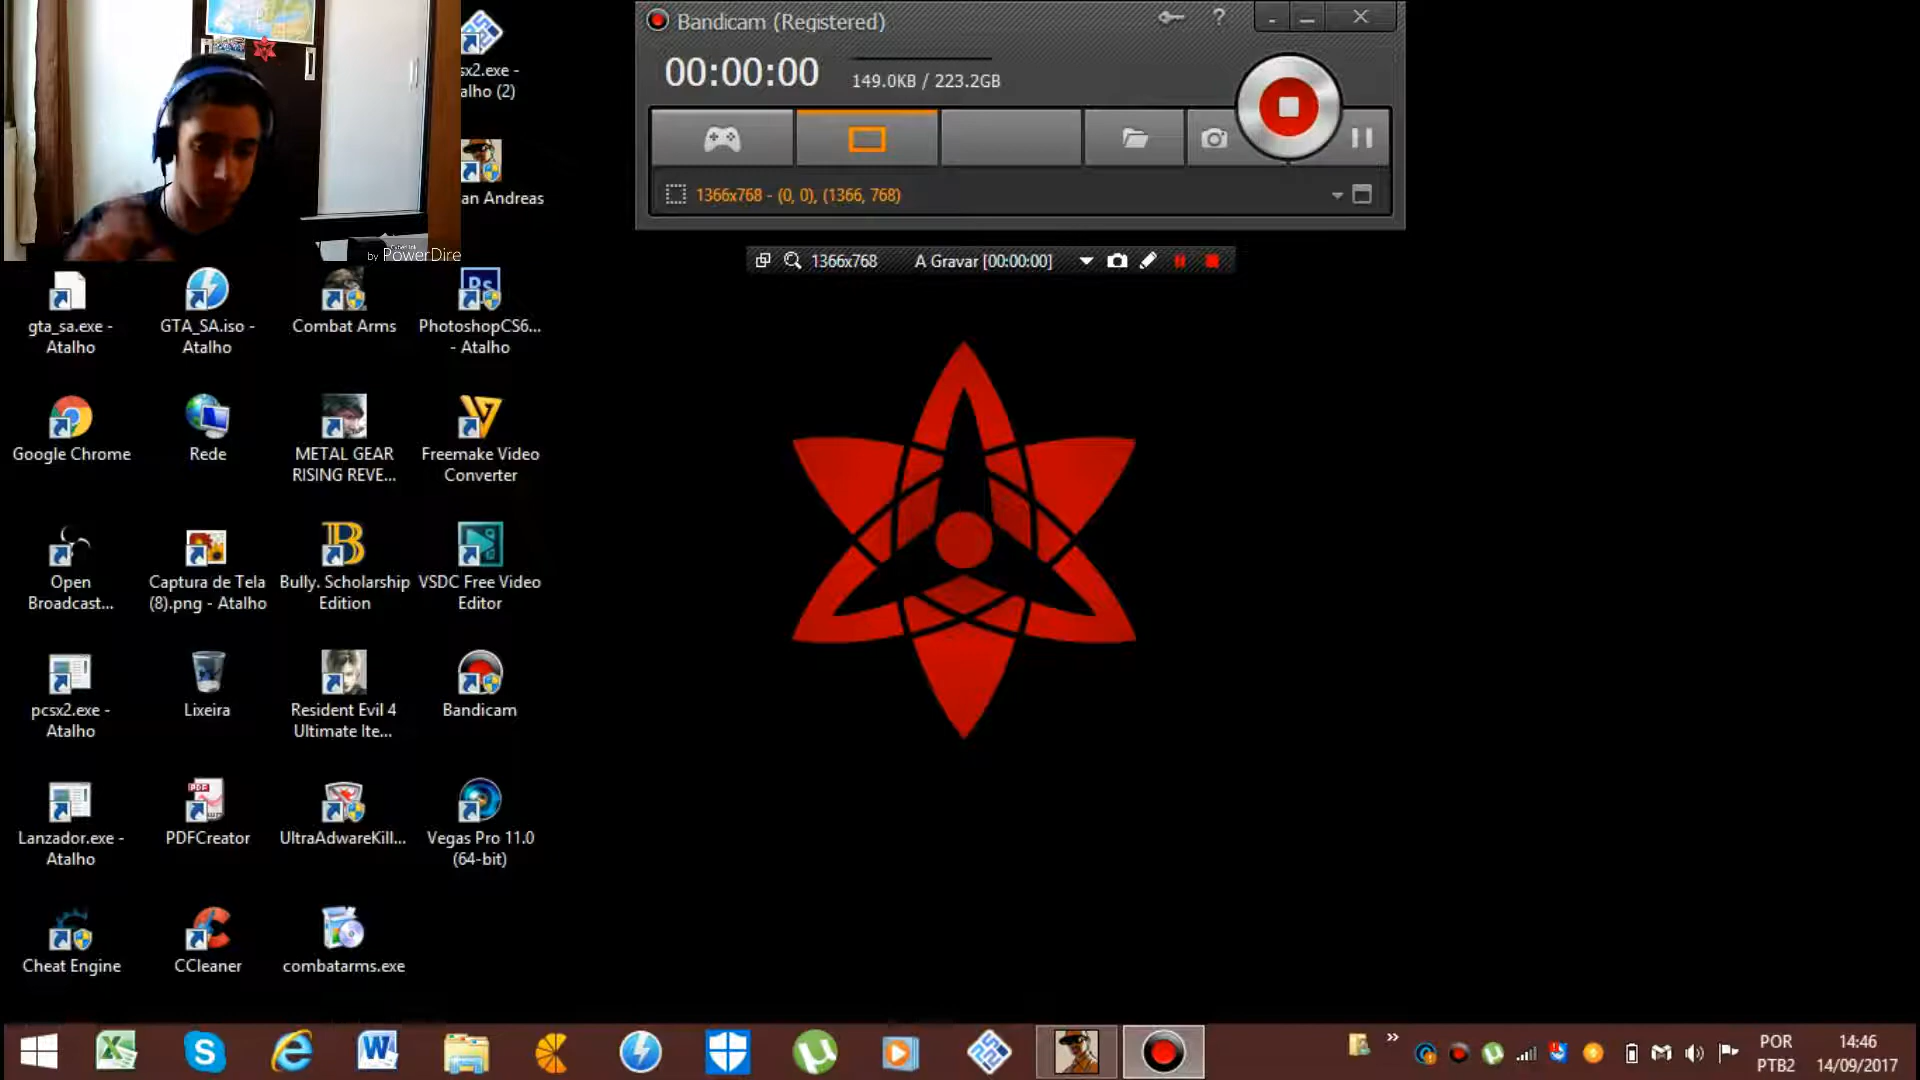 Bandicam (Registered)
00:00:00
149.0KB / 223.2GB
1366x768 - (0, 0), (1366, 768)
1366x768
A Gravar [00:00:00]
by PowerDire
sx2.exe -
alho (2)
an Andreas
gta_sa.exe -
Atalho
GTA_SA.iso -
Atalho
Combat Arms
PhotoshopCS6...
- Atalho
Google Chrome
Rede
METAL GEAR
RISING REVE...
Freemake Video
Converter
Open
Broadcast...
Captura de Tela
(8).png - Atalho
Bully. Scholarship
Edition
VSDC Free Video
Editor
pcsx2.exe -
Atalho
Lixeira
Resident Evil 4
Ultimate Ite...
Bandicam
Lanzador.exe -
Atalho
PDFCreator
UltraAdwareKill...
Vegas Pro 11.0
(64-bit)
Cheat Engine
CCleaner
combatarms.exe
POR
PTB2
14:46
14/09/2017